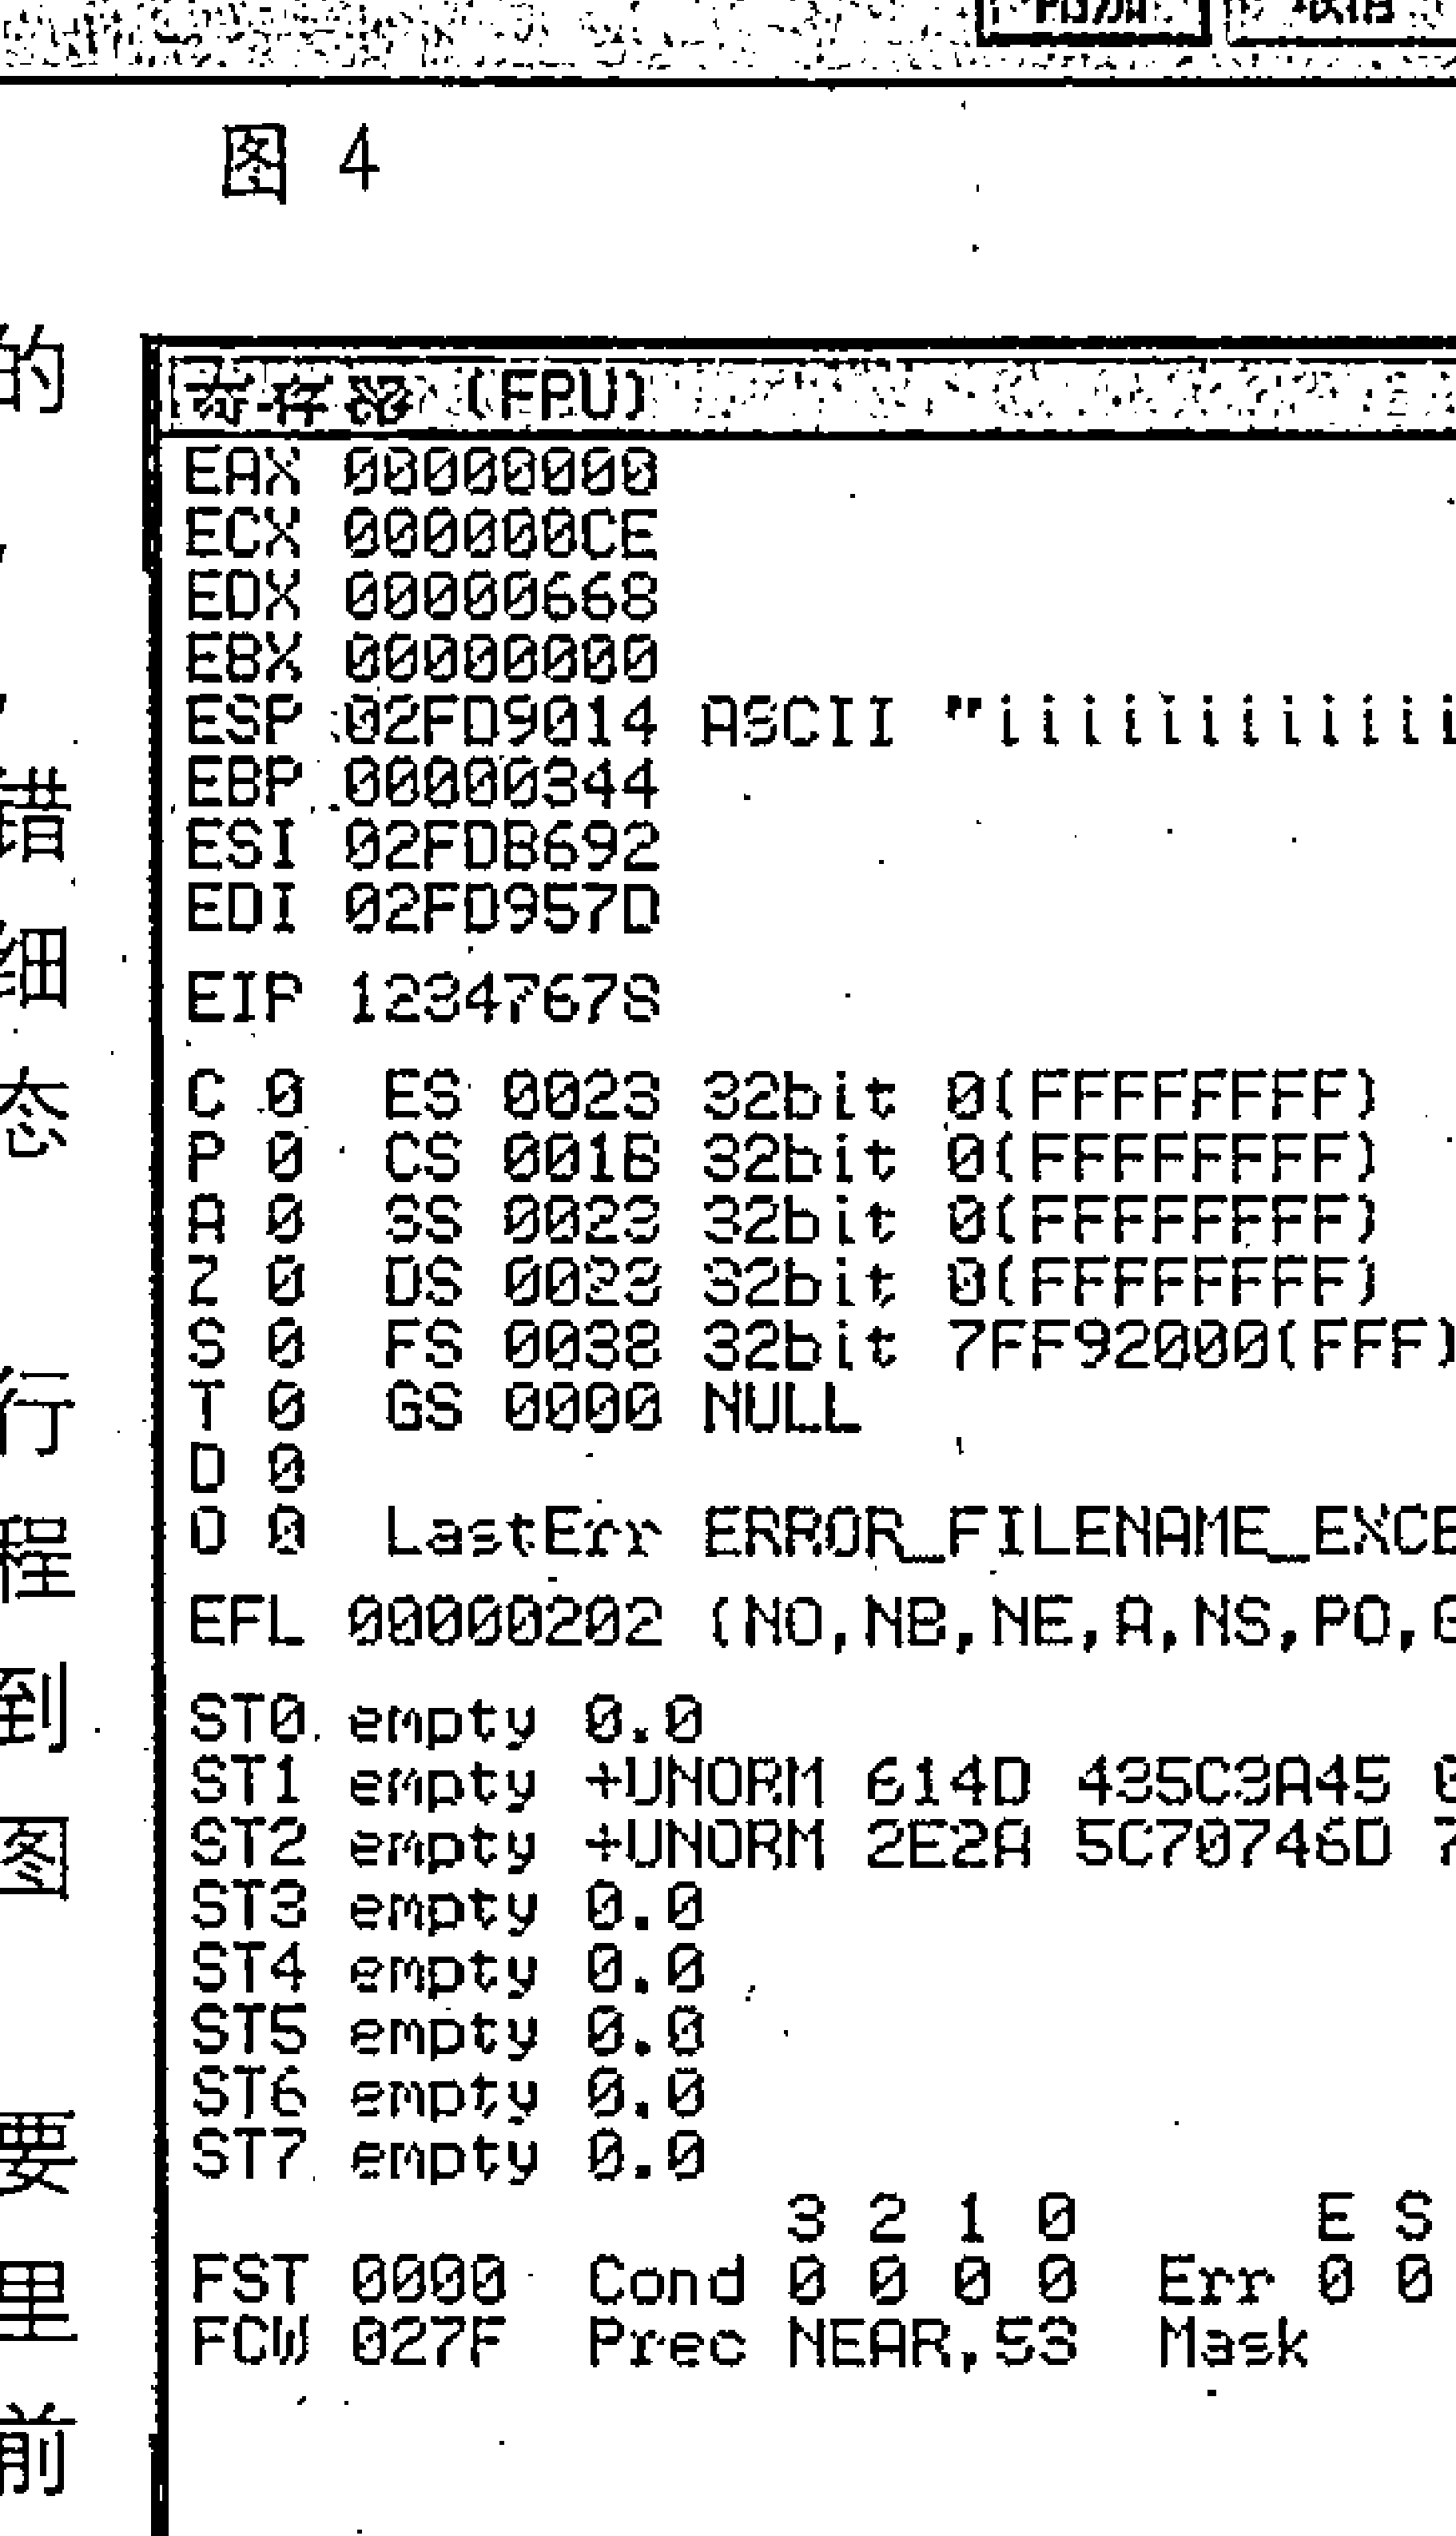 图 4
的
，
，
错
细
态
行
程
到
图
要
里
前
寄存器 (FPU)
EAX 00000000
ECX 000000CE
EDX 00000668
EBX 00000000
ESP 02FD9014 ASCII "iiiiiiiiiiii
EBP 00000344
ESI 02FDB692
EDI 02FD957D
EIP 12347678
C 0 ES 0023 32bit 0(FFFFFFFF)
P 0 CS 001B 32bit 0(FFFFFFFF)
A 0 SS 0023 32bit 0(FFFFFFFF)
Z 0 DS 0023 32bit 0(FFFFFFFF)
S 0 FS 0038 32bit 7FF92000(FFF)
T 0 GS 0000 NULL
D 0
O 0 LastErr ERROR_FILENAME_EXCE
EFL 00000202 (NO,NB,NE,A,NS,PO,G
ST0 empty 0.0
ST1 empty +UNORM 614D 435C3A45 0
ST2 empty +UNORM 2E2A 5C70746D 7
ST3 empty 0.0
ST4 empty 0.0
ST5 empty 0.0
ST6 empty 0.0
ST7 empty 0.0
3 2 1 0 E S
FST 0000 Cond 0 0 0 0 Err 0 0
FCW 027F Prec NEAR,53 Mask